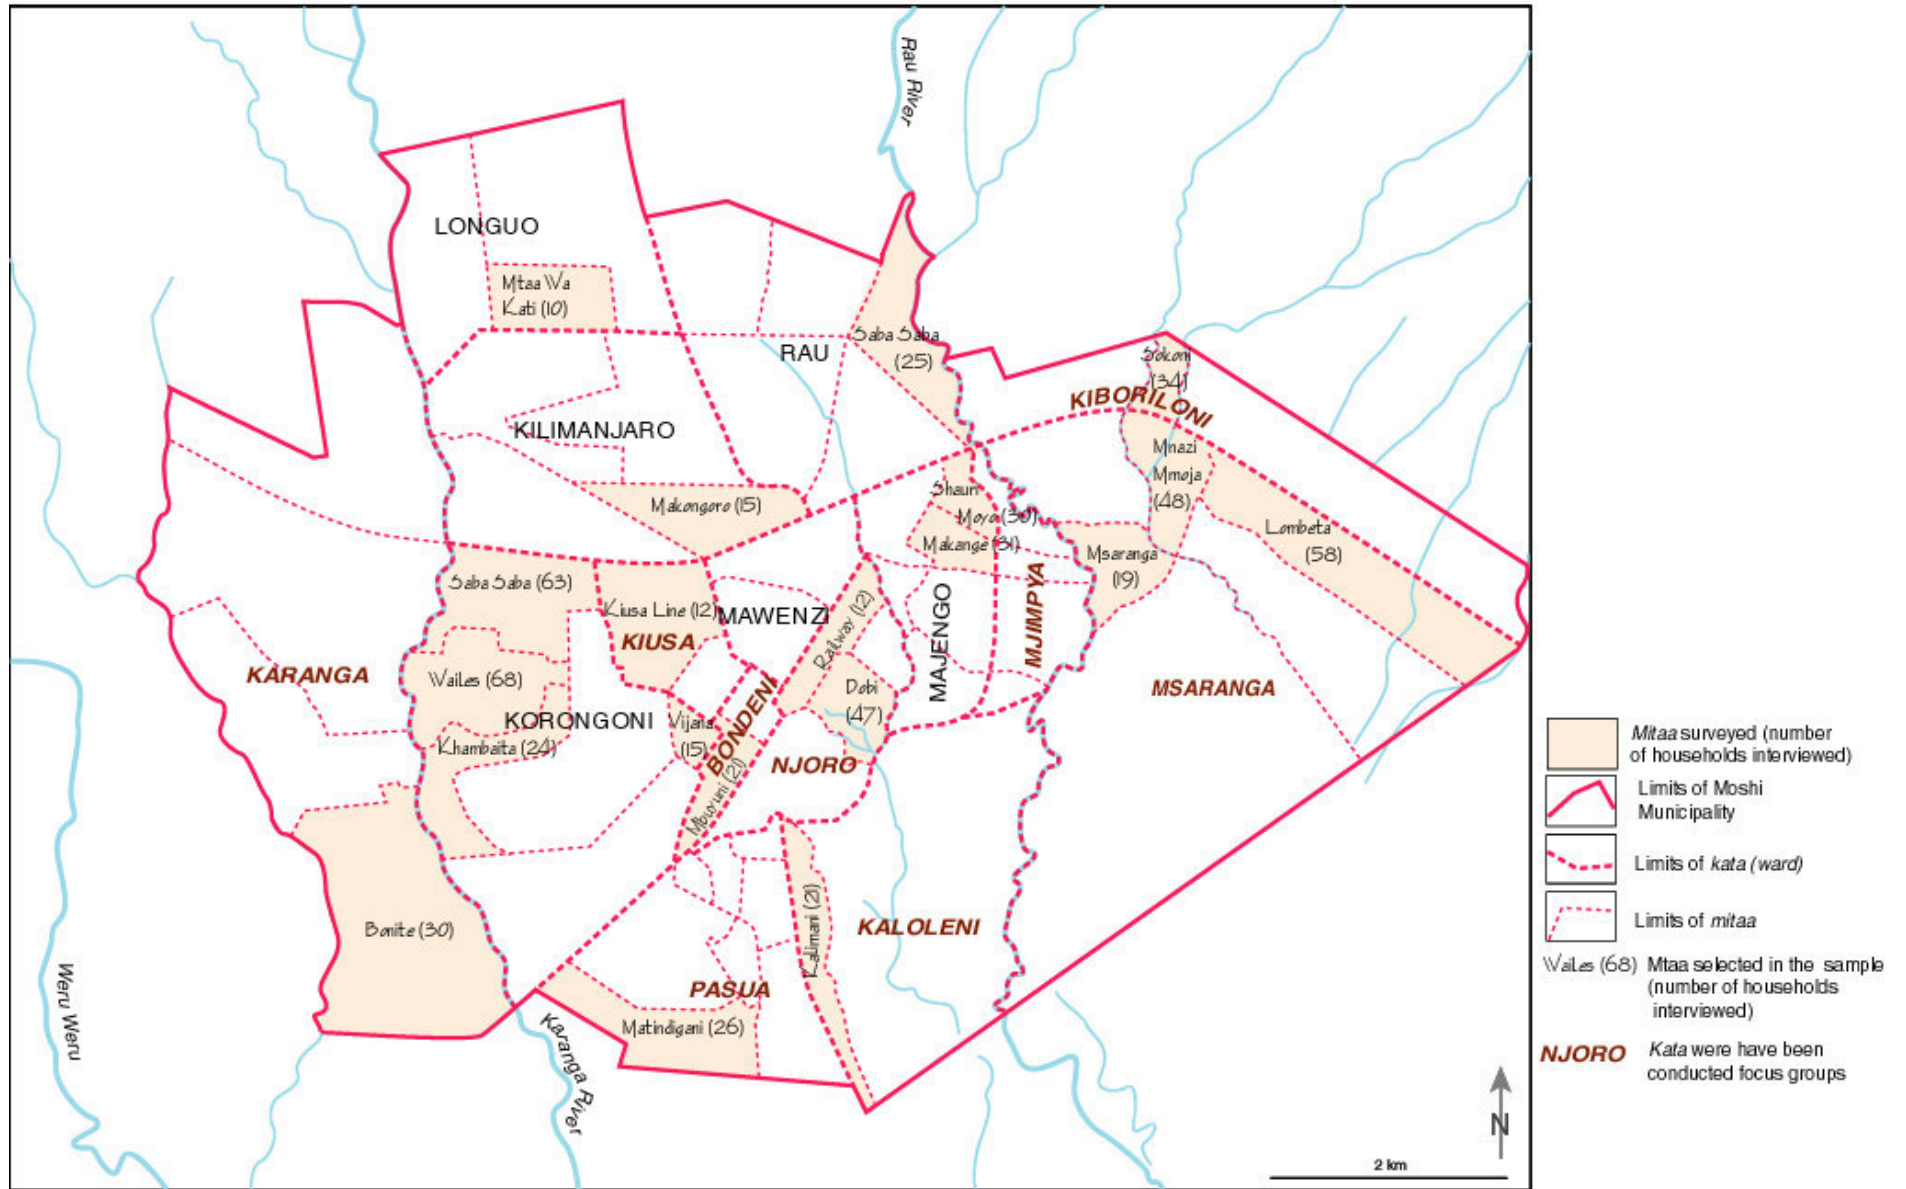 Rau River
LONGUO
Mtaa Wa
Kati (10)
RAU
Saba Saba
(25)
Sokoni
(34)
KIBORILONI
KILIMANJARO
Mnazi
Mmoja
(48)
Makongoro (15)
Shauri
Moyo (30)
Makange (31)
Lombeta
(58)
Msaranga
(19)
Saba Saba (63)
Kiusa Line (12)
MAWENZI
KIUSA
Railway (12)
MAJENGO
MJIMPYA
KARANGA
Wailes (68)
Dobi
(47)
MSARANGA
KORONGONI
Vijana
(15)
BONDENI
Khambaita (24)
NJORO
Mbuyuni (21)
Bonite (30)
Kalimani (21)
KALOLENI
PASUA
Matindigani (26)
Weru Weru
Karanga River
N
2 km
Mitaa surveyed (number
of households interviewed)
Limits of Moshi
Municipality
Limits of kata (ward)
Limits of mitaa
Wailes (68) Mtaa selected in the sample
(number of households
interviewed)
NJORO Kata were have been
conducted focus groups